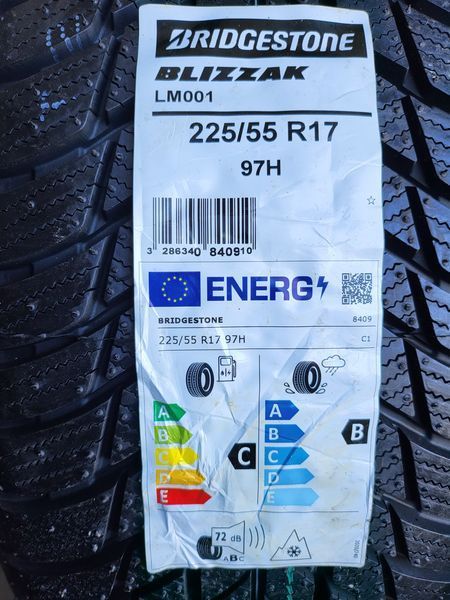 BRIDGESTONE
BLIZZAK
LM001
225/55 R17
97H
3 286340 840910
ENERG
BRIDGESTONE 8409
225/55 R17 97H C1
A A
B B B
C C C
D D
E E
72 dB
ABC